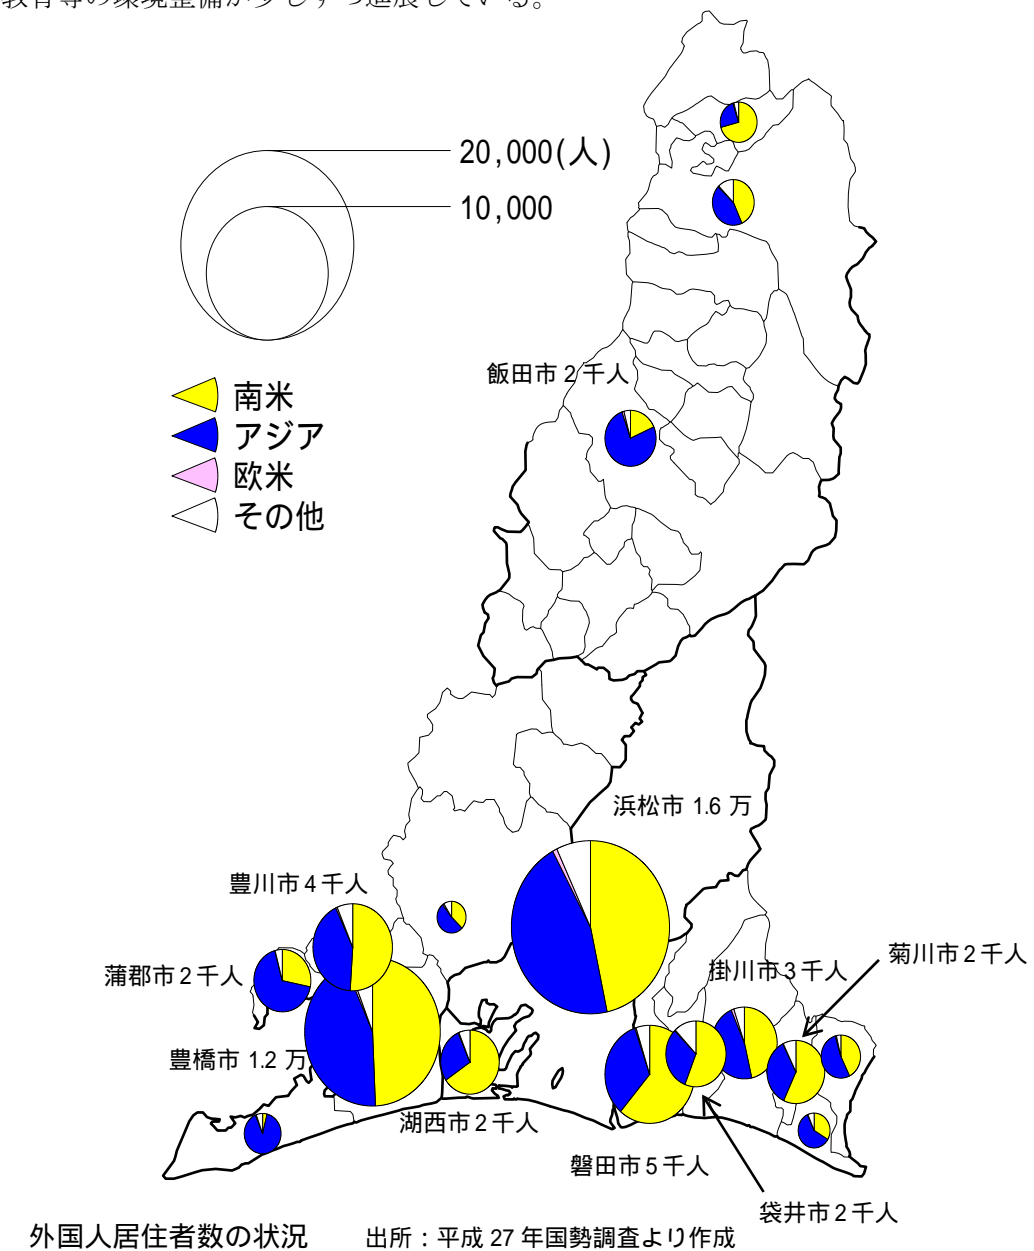 教育等の環境整備が少しずつ進展している。
20,000(人)
10,000
南米
アジア
欧米
その他
飯田市2千人
浜松市 1.6 万
豊川市4千人
菊川市2千人
掛川市3千人
蒲郡市2千人
豊橋市 1.2 万
湖西市2千人
磐田市5千人
袋井市2千人
外国人居住者数の状況 出所：平成 27 年国勢調査より作成